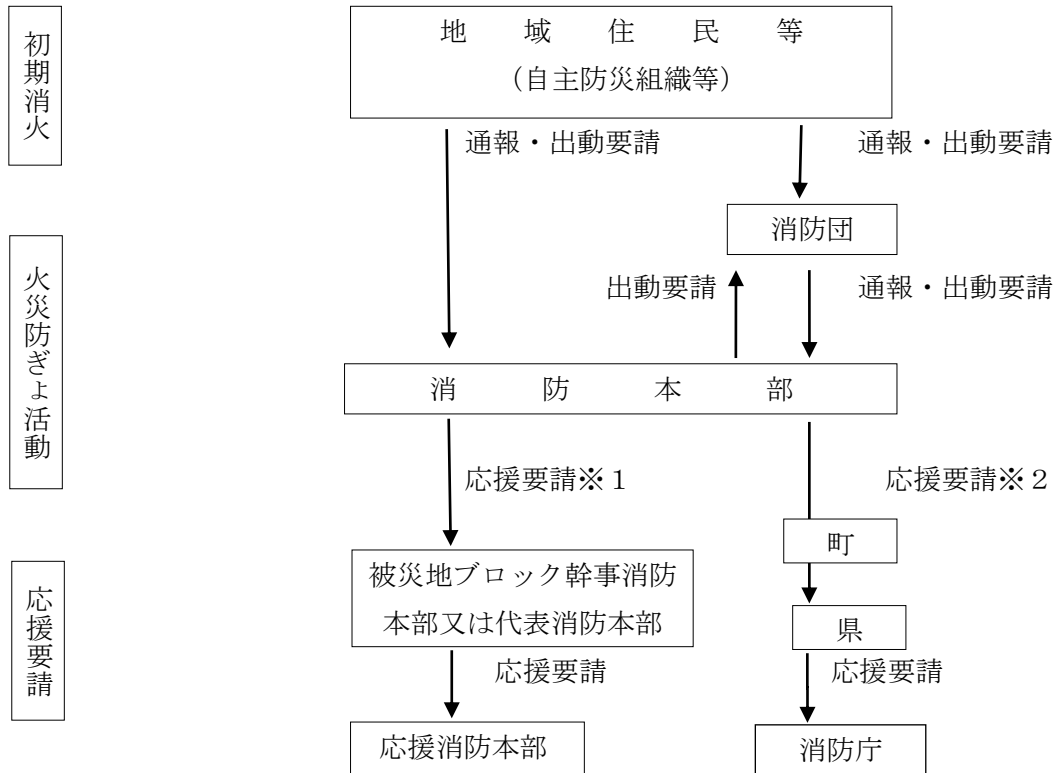 初期消火
地域住民等
（自主防災組織等）
通報・出動要請
通報・出動要請
消防団
火災防ぎょ活動
出動要請
通報・出動要請
消防本部
応援要請※１
応援要請※２
町
応援要請
被災地ブロック幹事消防
本部又は代表消防本部
県
応援要請
応援要請
応援消防本部
消防庁